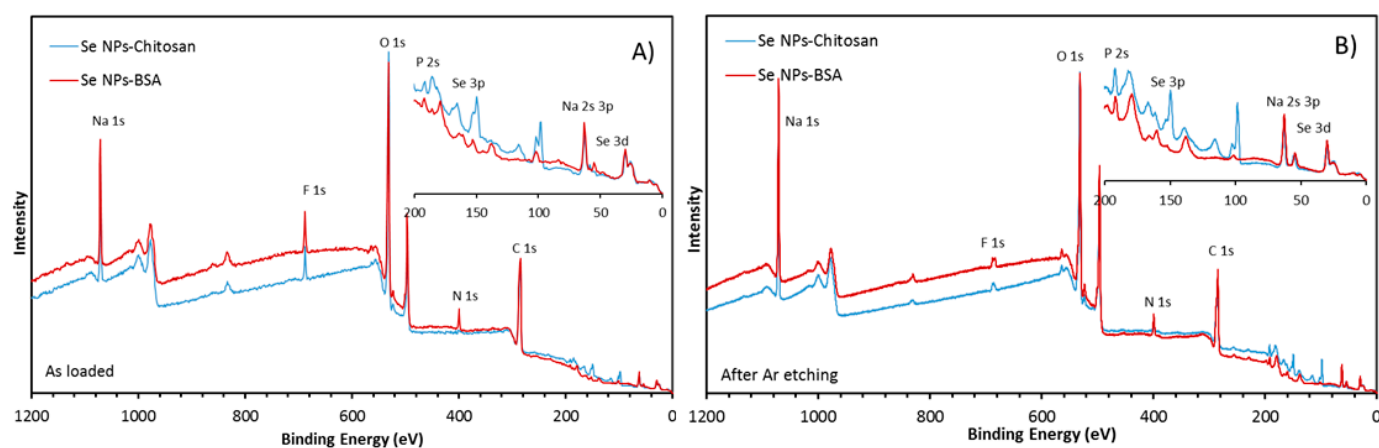 A)
Se NPs-Chitosan
Se NPs-BSA
O 1s
P 2s
Se 3p
Na 2s 3p
Se 3d
Na 1s
200 150 100 50 0
F 1s
C 1s
N 1s
Intensity
As loaded
1200 1000 800 600 400 200 0
Binding Energy (eV)
B)
Se NPs-Chitosan
Se NPs-BSA
O 1s
P 2s
Se 3p
Na 2s 3p
Se 3d
Na 1s
200 150 100 50 0
F 1s
C 1s
N 1s
Intensity
After Ar etching
1200 1000 800 600 400 200 0
Binding Energy (eV)